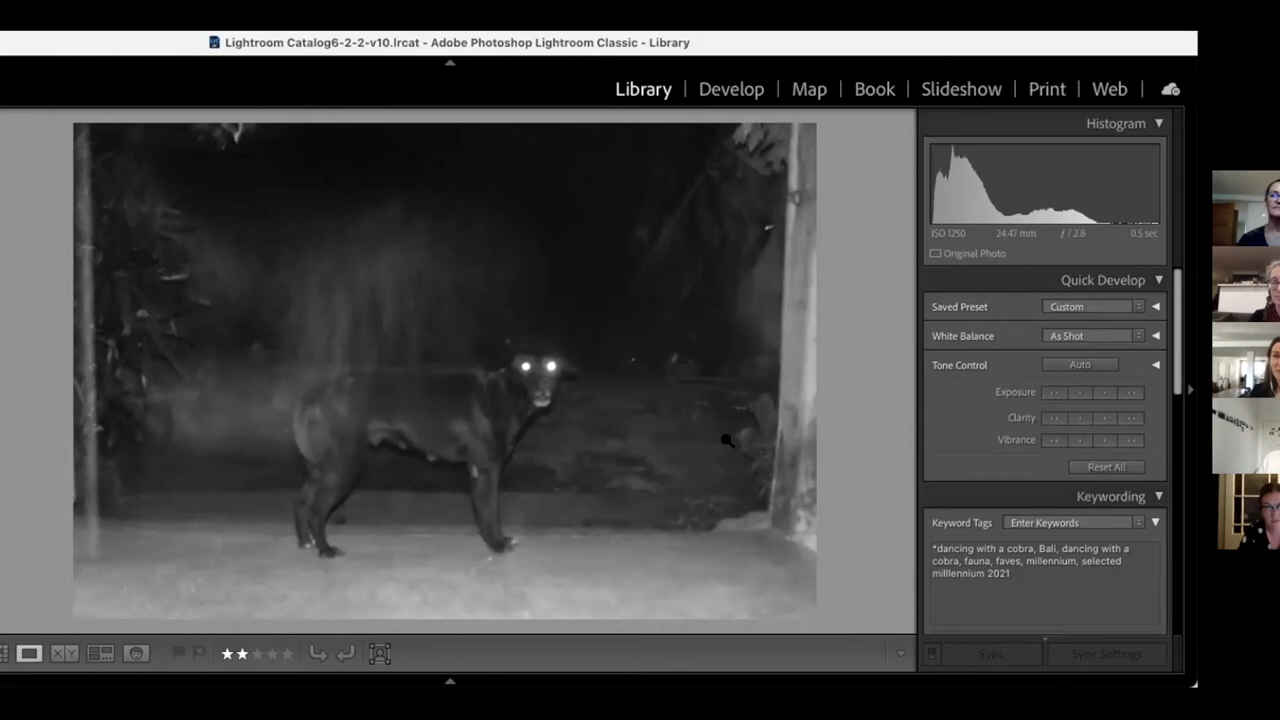 Lightroom Catalog6-2-2-v10.lrcat - Adobe Photoshop Lightroom Classic - Library
Library | Develop | Map | Book | Slideshow | Print | Web |
Histogram
ISO 1250 24.47 mm ƒ / 2.8 0.5 sec
Original Photo
Quick Develop
Saved Preset Custom
White Balance As Shot
Tone Control Auto
Exposure
Clarity
Vibrance
Reset All
Keywording
Keyword Tags Enter Keywords
*dancing with a cobra, Bali, dancing with a
cobra, fauna, faves, millennium, selected
milllennium 2021
XY
Sync Sync Settings